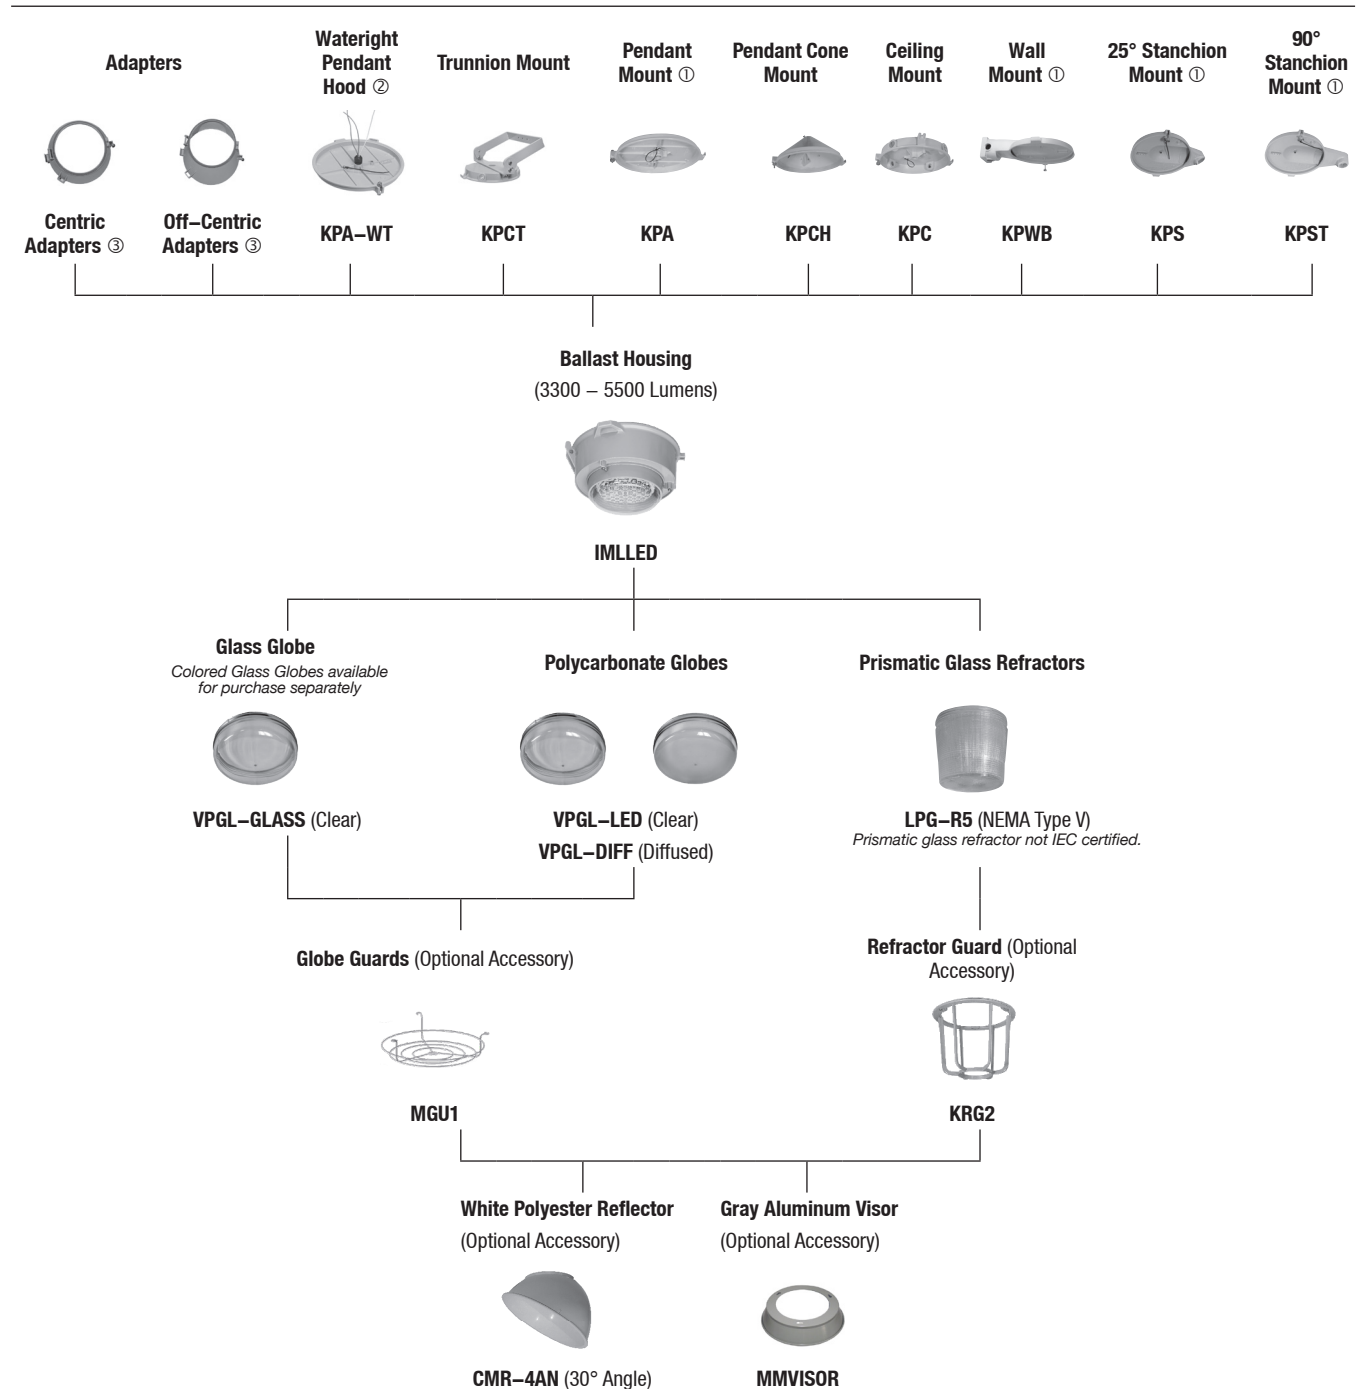 Adapters
Wateright
Pendant
Hood ②
Trunnion Mount
Pendant
Mount ①
Pendant Cone
Mount
Ceiling
Mount
Wall
Mount ①
25° Stanchion
Mount ①
90°
Stanchion
Mount ①
Centric
Adapters ③
Off–Centric
Adapters ③
KPA–WT
KPCT
KPA
KPCH
KPC
KPWB
KPS
KPST
Ballast Housing
(3300 – 5500 Lumens)
IMLLED
Glass Globe
Colored Glass Globes available
for purchase separately
Polycarbonate Globes
Prismatic Glass Refractors
VPGL–GLASS (Clear)
VPGL–LED (Clear)
VPGL–DIFF (Diffused)
LPG–R5 (NEMA Type V)
Prismatic glass refractor not IEC certified.
Globe Guards (Optional Accessory)
Refractor Guard (Optional
Accessory)
MGU1
KRG2
White Polyester Reflector
(Optional Accessory)
Gray Aluminum Visor
(Optional Accessory)
CMR–4AN (30° Angle)
MMVISOR